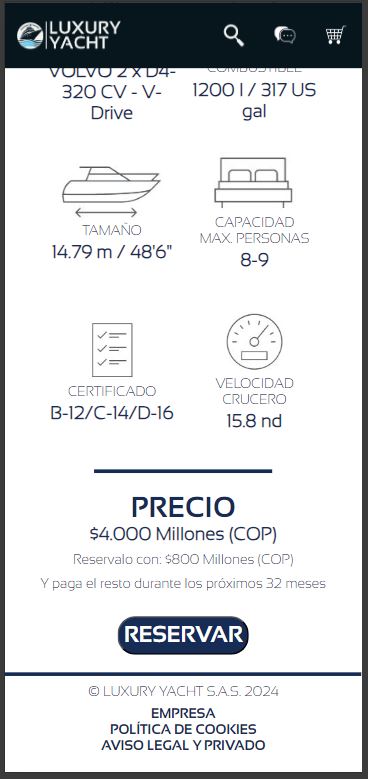 LUXURY
YACHT
VOLVO 2 x D4-
320 CV - V-
Drive
COMBUSTIBLE
1200 l / 317 US
gal
TAMAÑO
14.79 m / 48'6"
CAPACIDAD
MAX. PERSONAS
8-9
CERTIFICADO
B-12/C-14/D-16
VELOCIDAD
CRUCERO
15.8 nd
PRECIO
$4.000 Millones (COP)
Reservalo con: $800 Millones (COP)
Y paga el resto durante los próximos 32 meses
RESERVAR
© LUXURY YACHT S.A.S. 2024
EMPRESA
POLÍTICA DE COOKIES
AVISO LEGAL Y PRIVADO